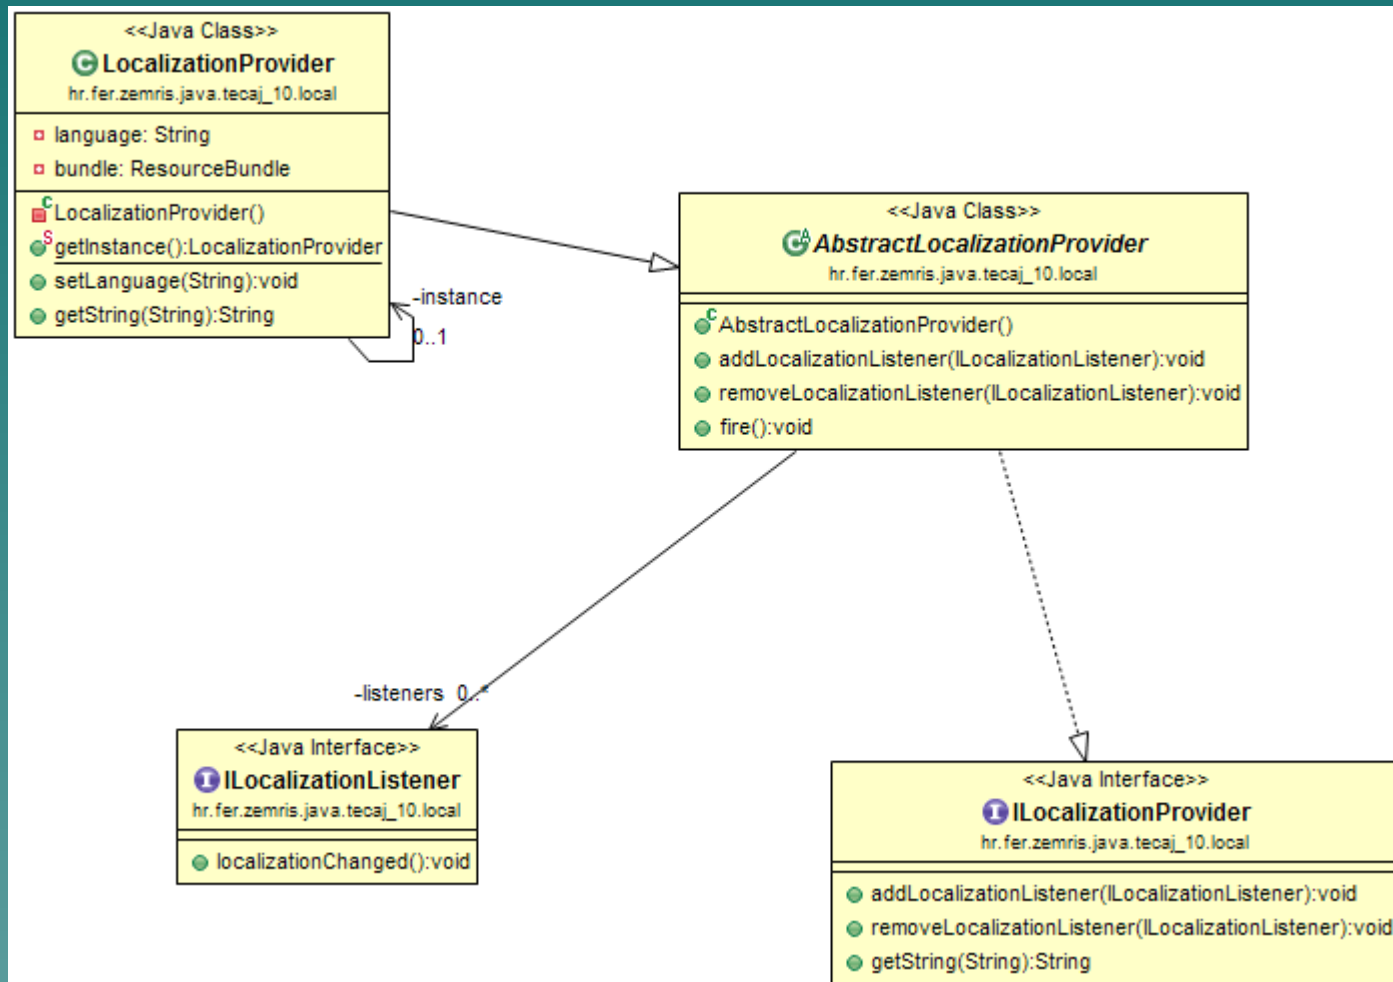 <<Java Class>>
LocalizationProvider
hr.fer.zemris.java.tecaj_10.local
language: String
bundle: ResourceBundle
LocalizationProvider()
getInstance():LocalizationProvider
setLanguage(String):void
getString(String):String
-instance
0..1
<<Java Class>>
AbstractLocalizationProvider
hr.fer.zemris.java.tecaj_10.local
AbstractLocalizationProvider()
addLocalizationListener(ILocalizationListener):void
removeLocalizationListener(ILocalizationListener):void
fire():void
-listeners 0..*
<<Java Interface>>
ILocalizationListener
hr.fer.zemris.java.tecaj_10.local
localizationChanged():void
<<Java Interface>>
ILocalizationProvider
hr.fer.zemris.java.tecaj_10.local
addLocalizationListener(ILocalizationListener):void
removeLocalizationListener(ILocalizationListener):void
getString(String):String